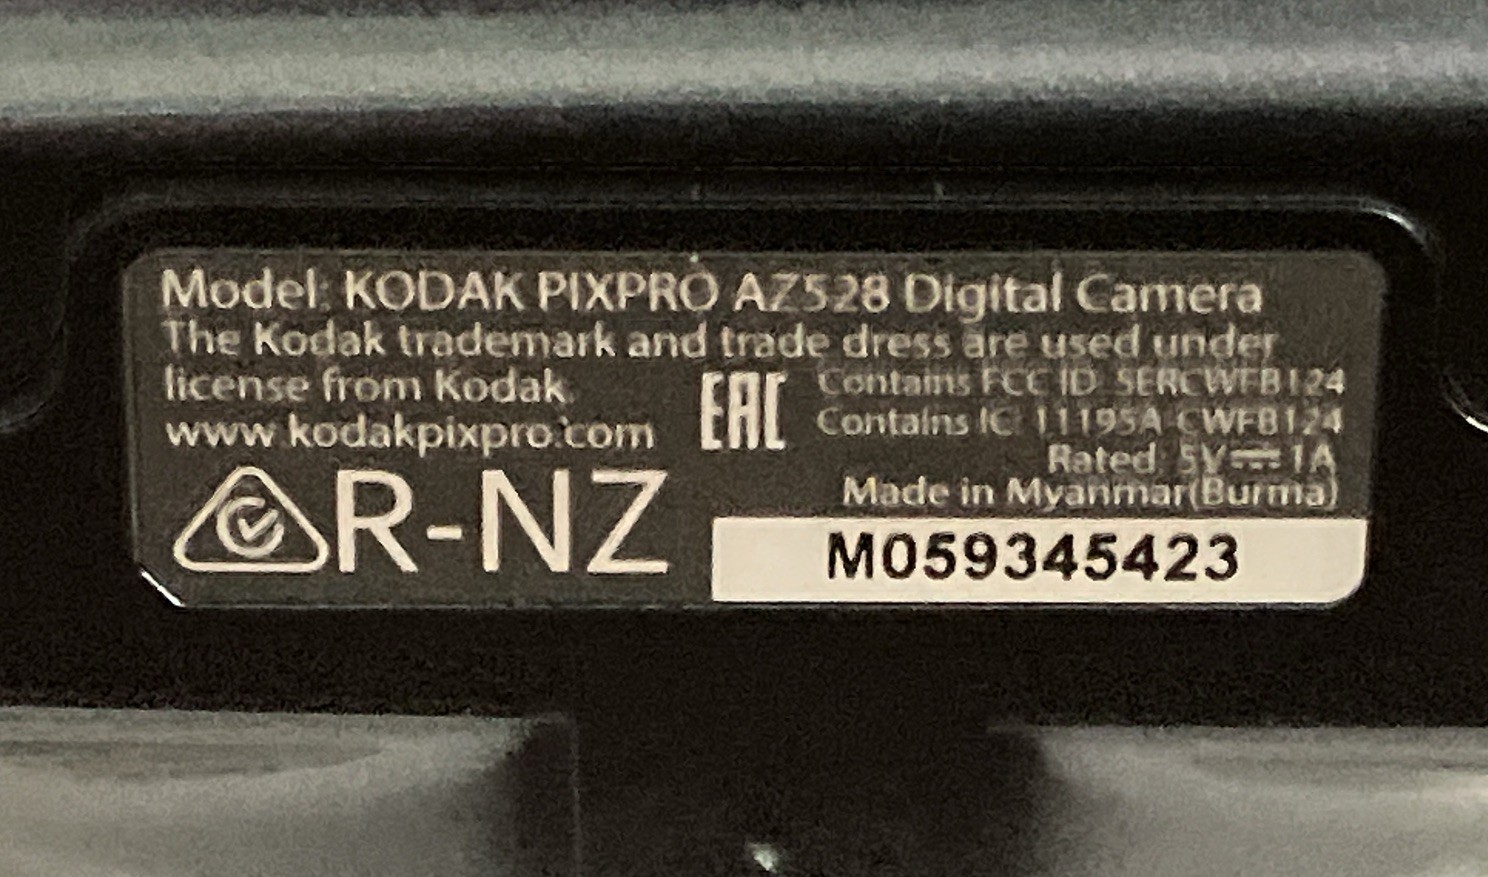 Model: KODAK PIXPRO AZ528 Digital Camera
The Kodak trademark and trade dress are used under
license from Kodak.
www.kodakpixpro.com
EAC
Contains FCC ID: SERCWFB124
Contains IC: 11195A-CWFB124
Rated: 5V⎓1A
Made in Myanmar(Burma)
R-NZ
M059345423